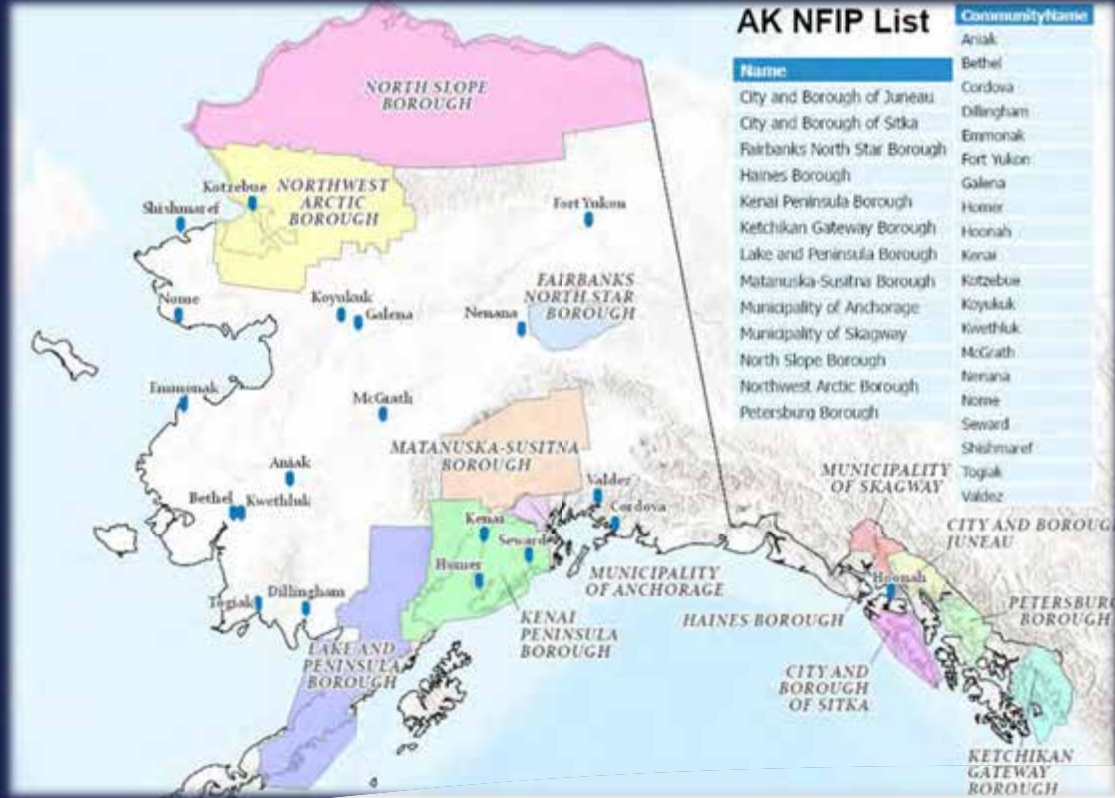 AK NFIP List
Name
City and Borough of Juneau
City and Borough of Sitka
Fairbanks North Star Borough
Haines Borough
Kenai Peninsula Borough
Ketchikan Gateway Borough
Lake and Peninsula Borough
Matanuska-Susitna Borough
Municipality of Anchorage
Municipality of Skagway
North Slope Borough
Northwest Arctic Borough
Petersburg Borough
CommunityName
Aniak
Bethel
Cordova
Dillingham
Emmonak
Fort Yukon
Galena
Homer
Hoonah
Kenai
Kotzebue
Koyukuk
Kwethluk
McGrath
Nenana
Nome
Seward
Shishmaref
Togiak
Valdez
NORTH SLOPE
BOROUGH
Kotzebue
NORTHWEST
ARCTIC
BOROUGH
Shishmaref
Fort Yukon
Nome
Koyukuk
Galena
Nenana
FAIRBANKS
NORTH STAR
BOROUGH
Emmonak
McGrath
MATANUSKA-SUSITNA
BOROUGH
Aniak
Bethel
Kwethluk
Valdez
Cordova
Kenai
Seward
Homer
MUNICIPALITY
OF ANCHORAGE
KENAI
PENINSULA
BOROUGH
Togiak
Dillingham
LAKE AND
PENINSULA
BOROUGH
MUNICIPALITY
OF SKAGWAY
CITY AND BOROUG
JUNEAU
Hoonah
HAINES BOROUGH
PETERSBUR
BOROUGH
CITY AND
BOROUGH
OF SITKA
KETCHIKAN
GATEWAY
BOROUGH